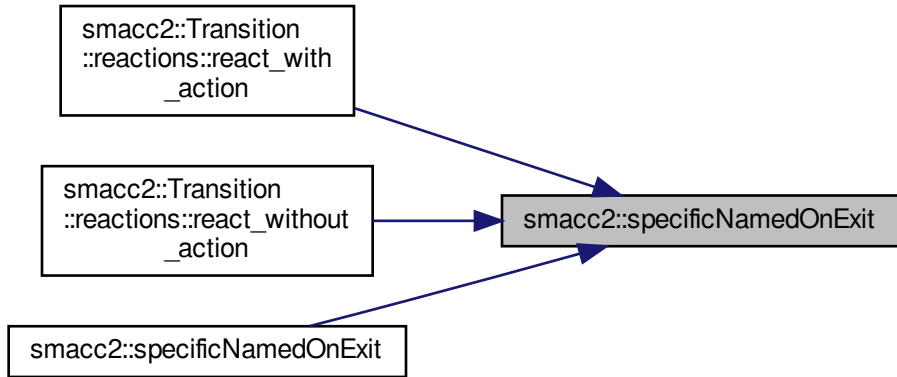 smacc2::Transition
::reactions::react_with
_action
smacc2::Transition
::reactions::react_without
_action
smacc2::specificNamedOnExit
smacc2::specificNamedOnExit